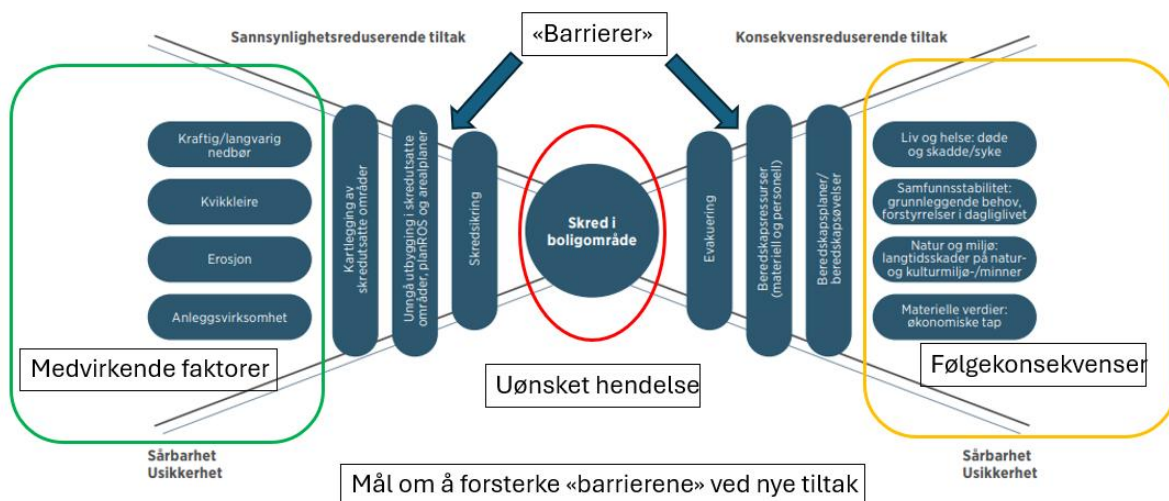 Sannsynlighetsreduserende tiltak
«Barrierer»
Konsekvensreduserende tiltak
Kraftig/langvarig
nedbør
Kvikkleire
Erosjon
Anleggsvirksomhet
Medvirkende faktorer
Kartlegging av
skredutsatte områder
Unngå utbygging i skredutsatte
områder, planROS og arealplaner
Skredsikring
Skred i
boligområde
Uønsket hendelse
Evakuering
Beredskapsressurser
(materiell og personell)
Beredskapsplaner/
beredskapsøvelser
Liv og helse: døde
og skadde/syke
Samfunnsstabilitet:
grunnleggende behov,
forstyrrelser i dagliglivet
Natur og miljø:
langtidsskader på natur-
og kulturmiljø-/minner
Materielle verdier:
økonomiske tap
Følgekonsekvenser
Sårbarhet
Usikkerhet
Sårbarhet
Usikkerhet
Mål om å forsterke «barrierene» ved nye tiltak